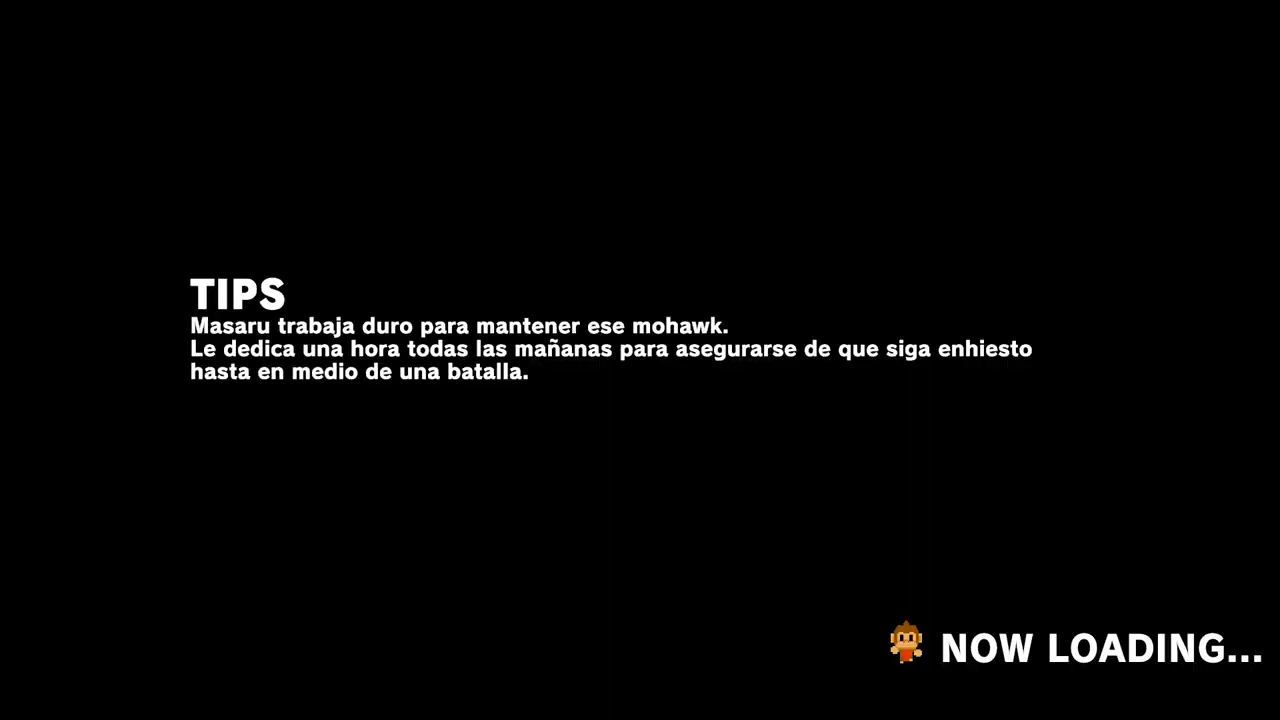 TIPS
Masaru trabaja duro para mantener ese mohawk.
Le dedica una hora todas las mañanas para asegurarse de que siga enhiesto
hasta en medio de una batalla.
NOW LOADING...